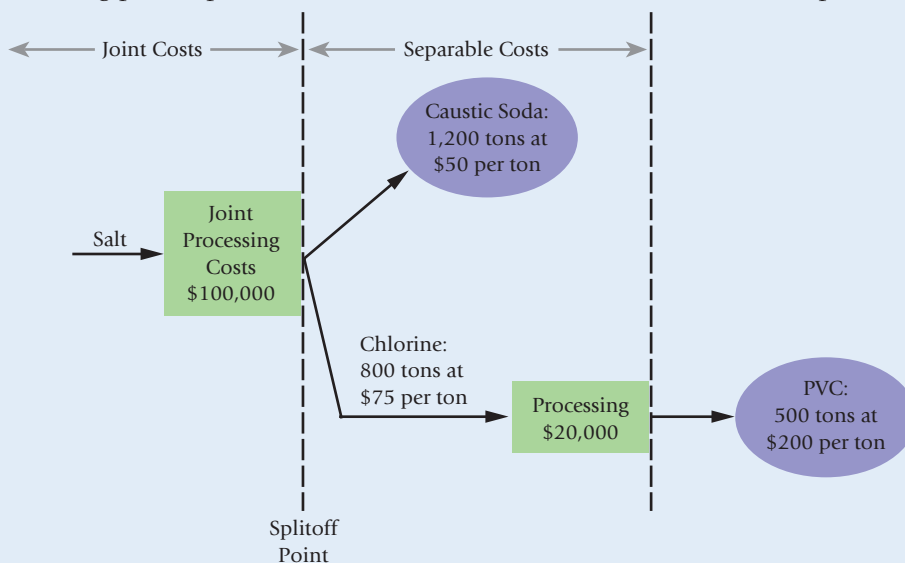 Joint Costs
Separable Costs
Caustic Soda:
1,200 tons at
$50 per ton
Salt
Joint
Processing
Costs
$100,000
Chlorine:
800 tons at
$75 per ton
Processing
$20,000
PVC:
500 tons at
$200 per ton
Splitoff
Point